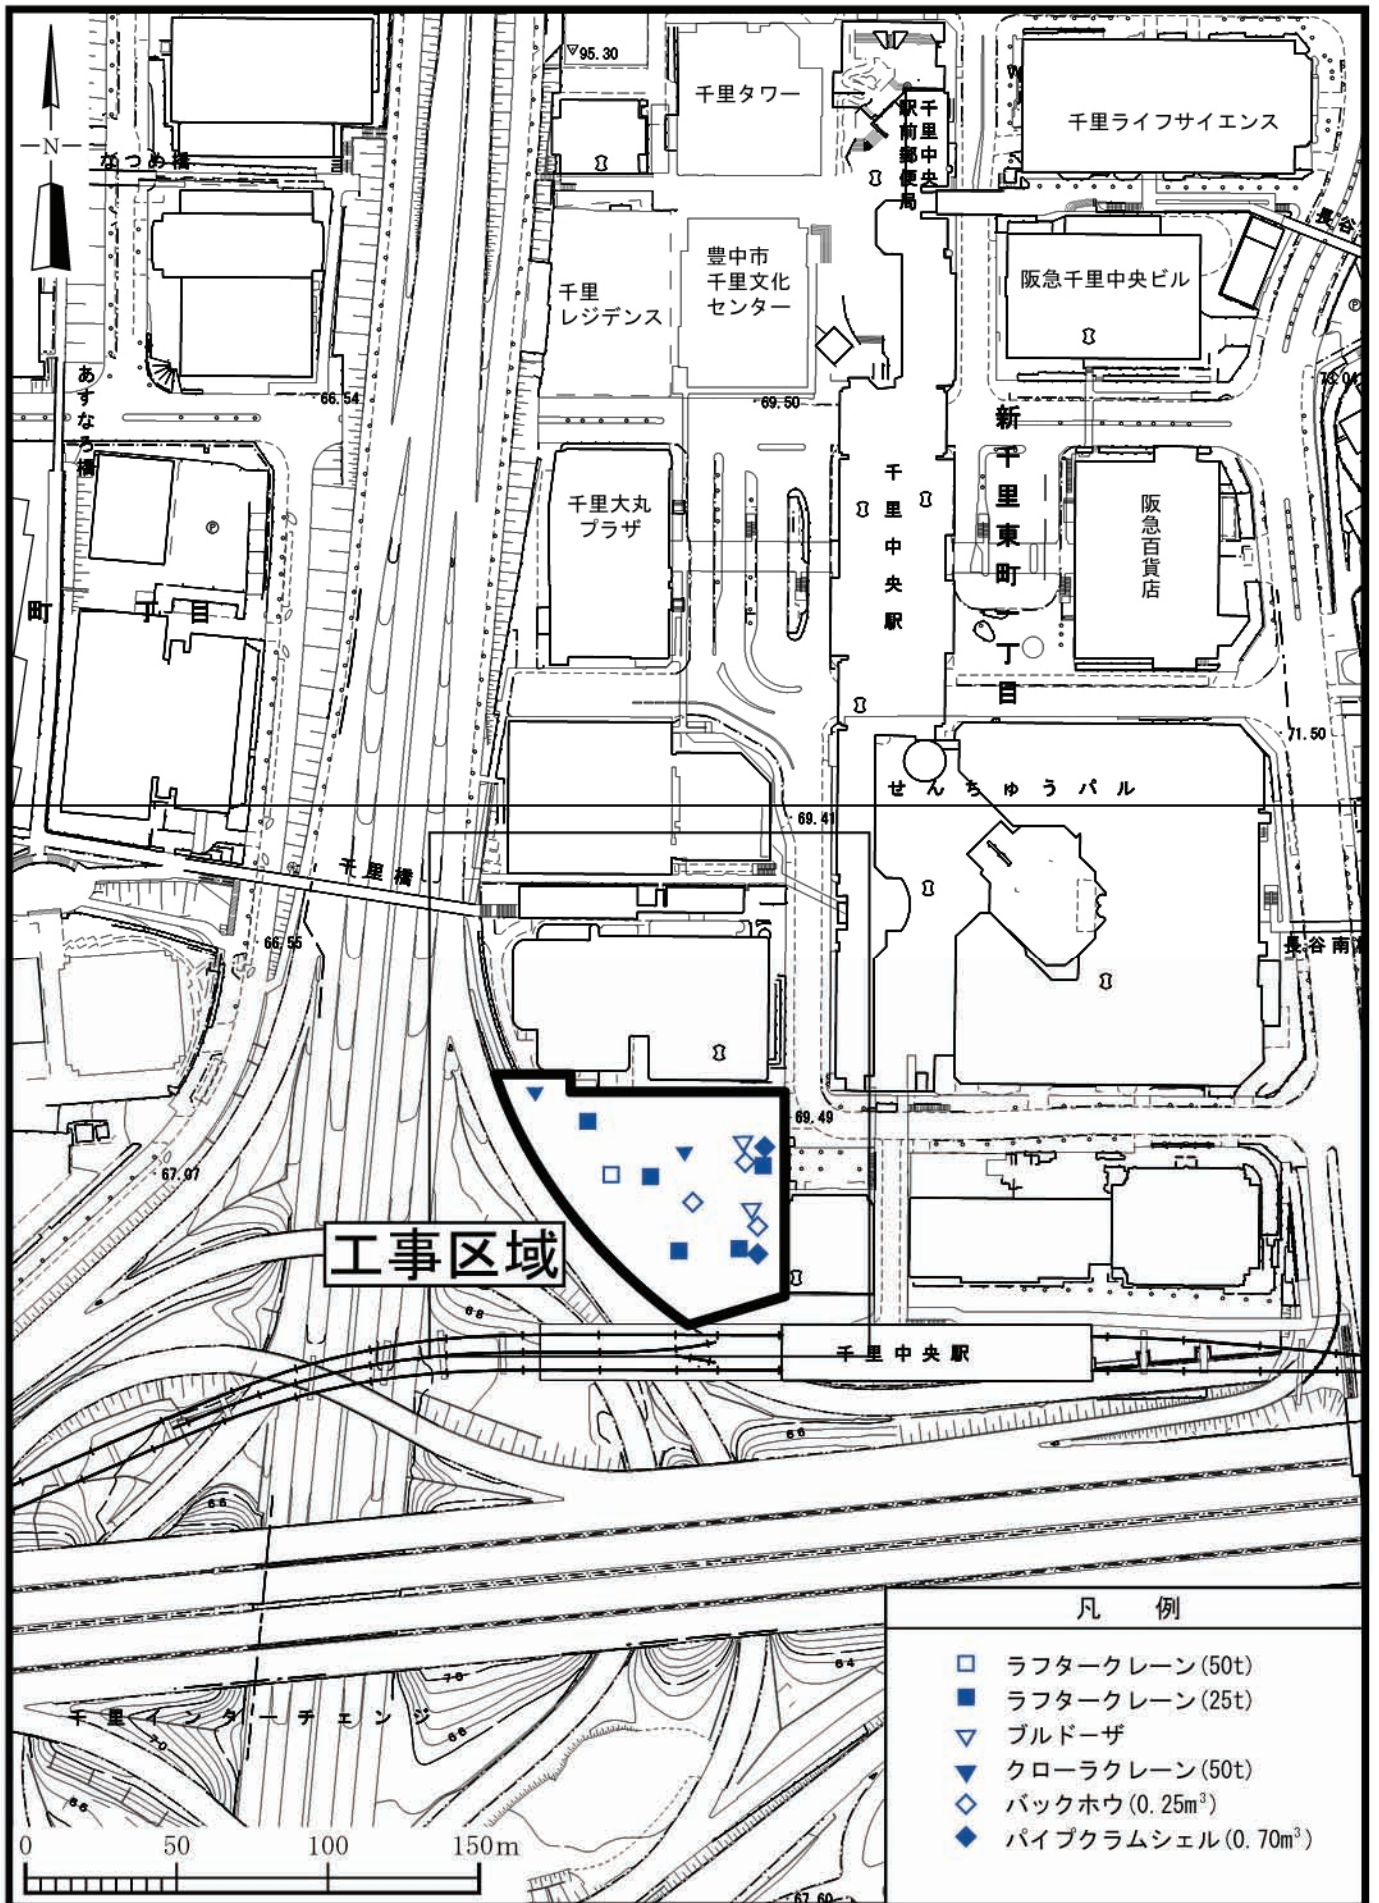 N
95.30
千里タワー
千里中央
駅前郵便局
千里ライフサイエンス
なつめ橋
長谷
豊中市
千里文化
センター
阪急千里中央ビル
千里
レジデンス
P
あすなろ橋
66.54
69.50
73.04
新千里東町一丁目
千里中央駅
千里大丸
プラザ
阪急百貨店
P
町丁目
71.50
せんちゅうパル
69.41
千里橋
66.55
長谷南
69.49
67.07
工事区域
68
千里中央駅
66
66
70
64
66
千里インターチェンジ
70
66
67.60
0 50 100 150m
凡 例
ラフタークレーン(50t)
ラフタークレーン(25t)
ブルドーザ
クローラクレーン(50t)
バックホウ(0.25m³)
パイプクラムシェル(0.70m³)